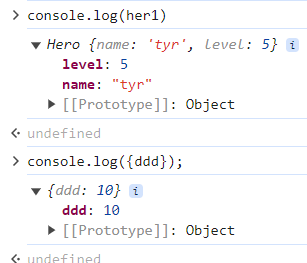 console.log(her1)
Hero {name: 'tyr', level: 5} i
level: 5
name: "tyr"
[[Prototype]]: Object
undefined
console.log({ddd});
{ddd: 10} i
ddd: 10
[[Prototype]]: Object
undefined